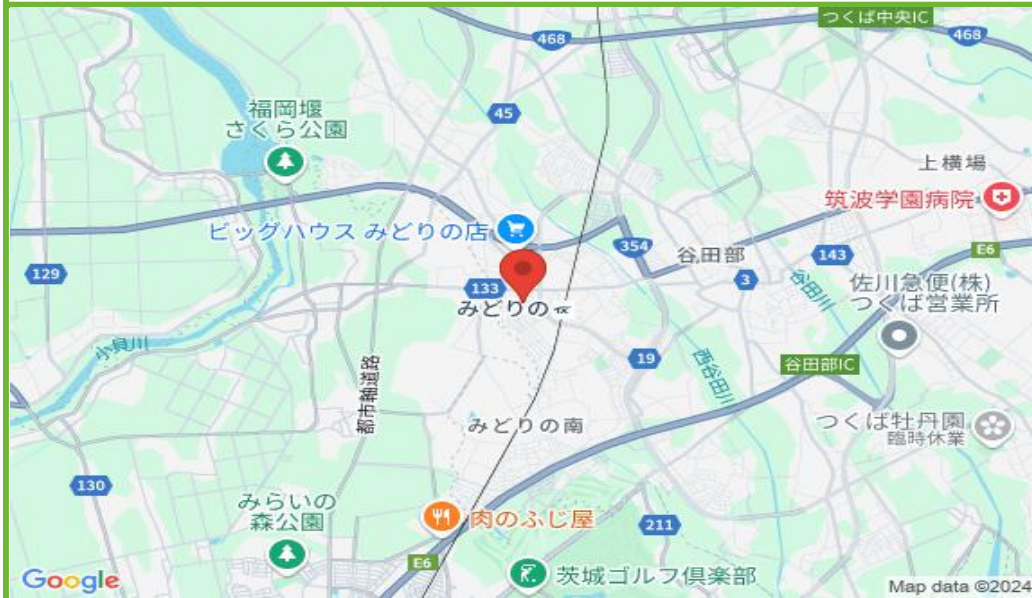 つくば中央IC
468
468
福岡堰
さくら公園
45
上横場
筑波学園病院
ビッグハウス みどりの店
354
谷田部
143
E6
129
133
3
谷田川
佐川急便(株)
つくば営業所
みどりの
小貝川
都市軸道路
19
西谷田川
谷田部IC
みどりの南
つくば牡丹園
臨時休業
130
みらいの
森公園
肉のふじ屋
211
E6
茨城ゴルフ倶楽部
Google
Map data ©2024